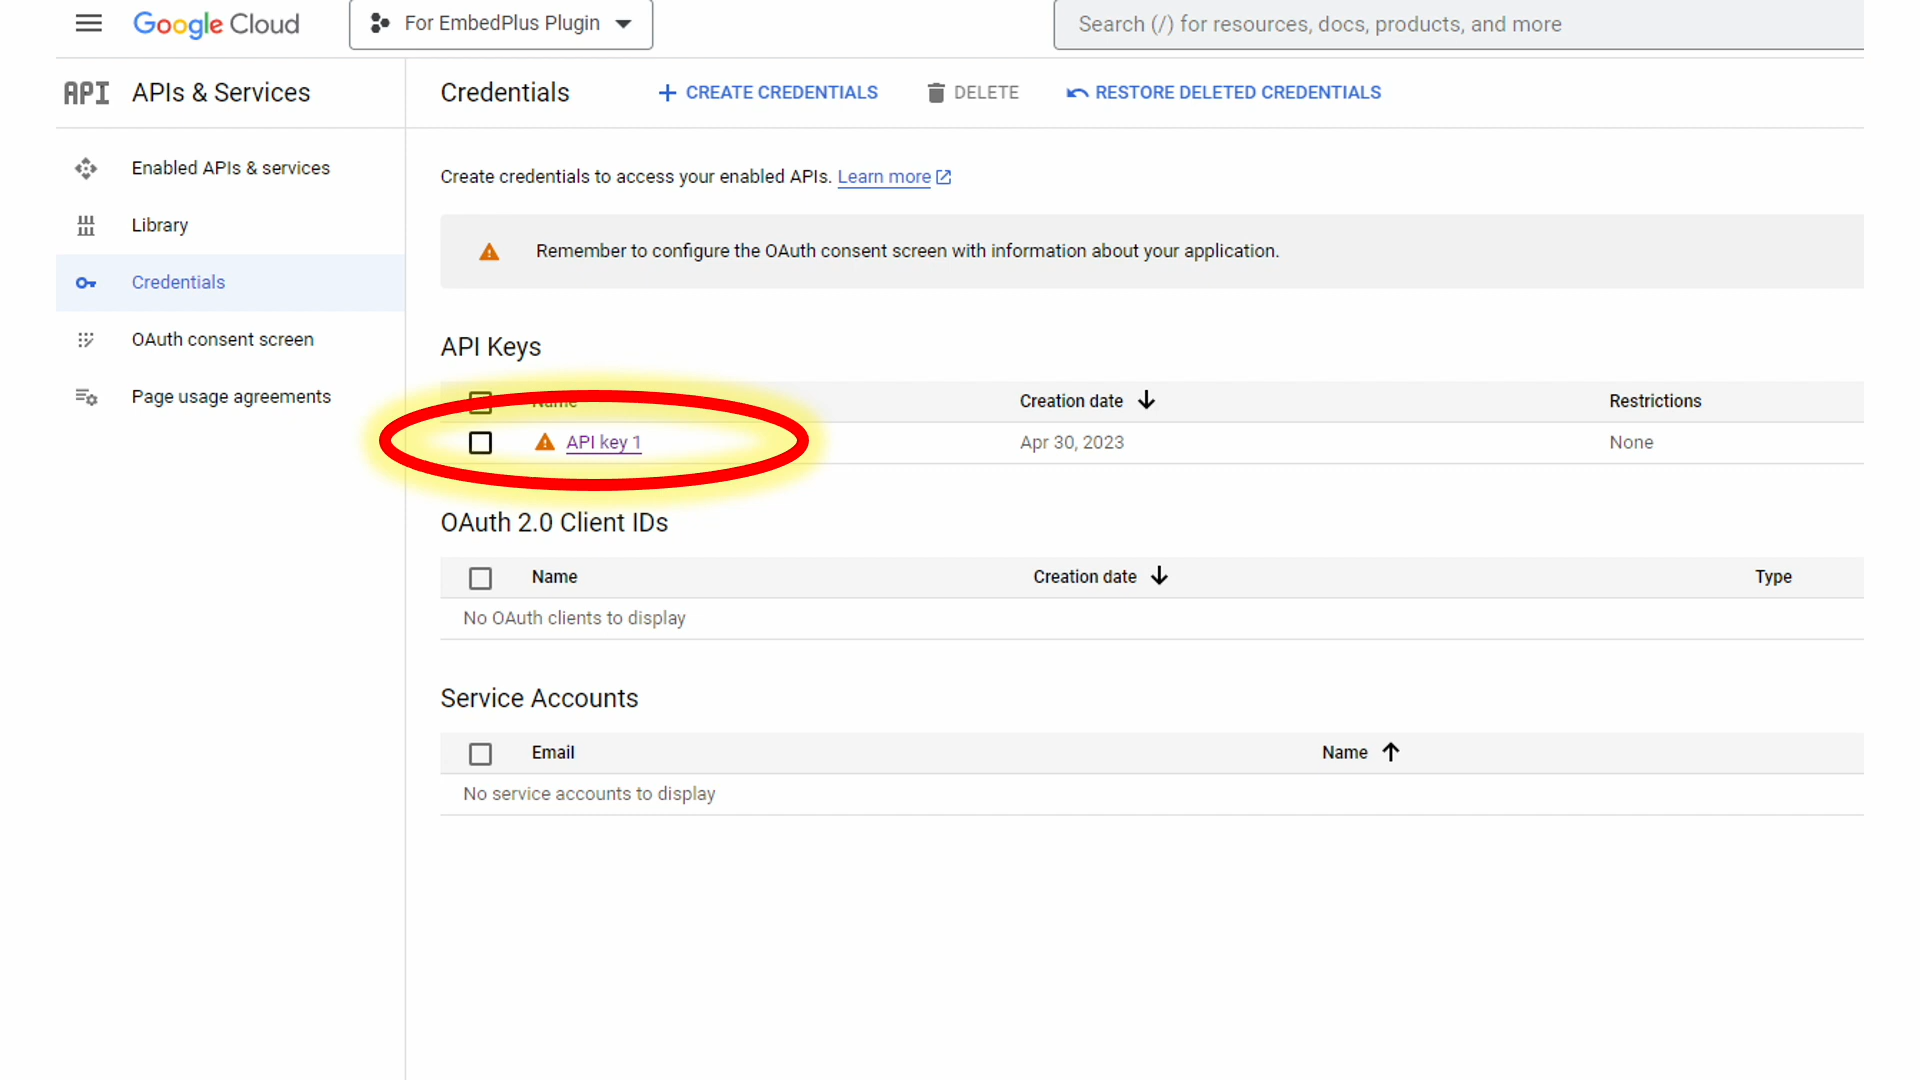 Google Cloud
For EmbedPlus Plugin
Search (/) for resources, docs, products, and more
API APIs & Services
Credentials
CREATE CREDENTIALS
DELETE
RESTORE DELETED CREDENTIALS
Enabled APIs & services
Library
Credentials
OAuth consent screen
Page usage agreements
Create credentials to access your enabled APIs. Learn more
Remember to configure the OAuth consent screen with information about your application.
API Keys
Name Creation date Restrictions
API key 1 Apr 30, 2023 None
OAuth 2.0 Client IDs
Name Creation date Type
No OAuth clients to display
Service Accounts
Email Name
No service accounts to display